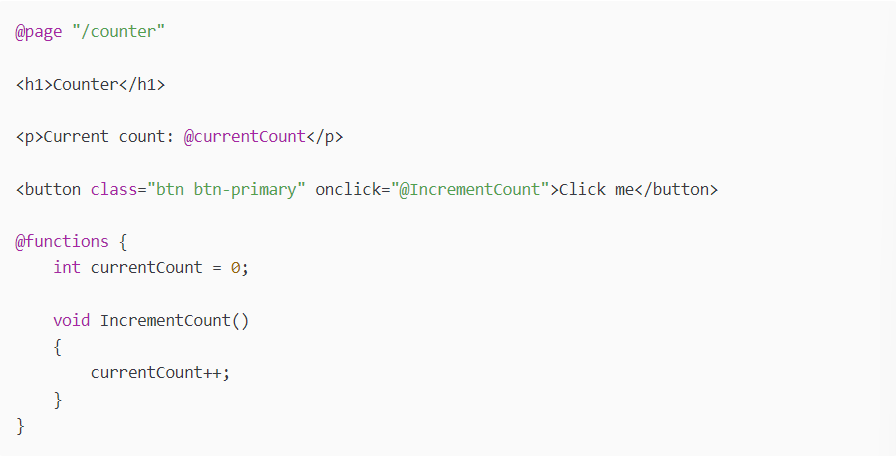 @page "/counter"
<h1>Counter</h1>
<p>Current count: @currentCount</p>
<button class="btn btn-primary" onclick="@IncrementCount">Click me</button>
@functions {
    int currentCount = 0;
    void IncrementCount()
    {
        currentCount++;
    }
}